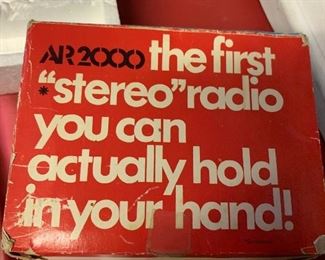 AR2000 the first
*"stereo" radio
you can
actually hold
in your hand!